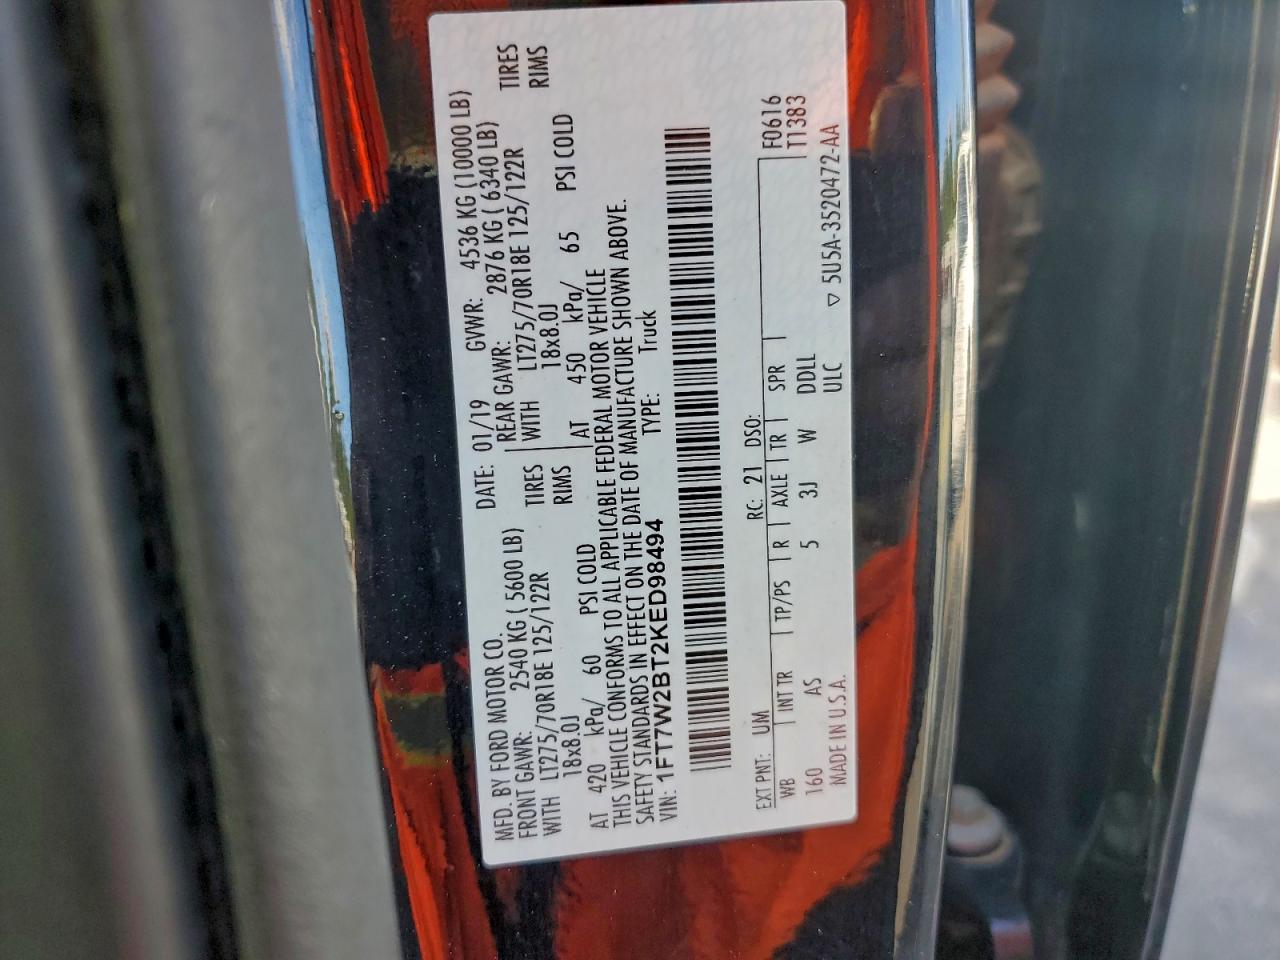 MFD. BY FORD MOTOR CO. DATE: 01/19 GVWR: 4536 KG (10000 LB)
FRONT GAWR: 2540 KG ( 5600 LB) REAR GAWR: 2876 KG ( 6340 LB)
WITH LT275/70R18E 125/122R TIRES WITH LT275/70R18E 125/122R TIRES
18x8.0J RIMS 18x8.0J RIMS
AT 420 kPa/ 60 PSI COLD AT 450 kPa/ 65 PSI COLD
THIS VEHICLE CONFORMS TO ALL APPLICABLE FEDERAL MOTOR VEHICLE
SAFETY STANDARDS IN EFFECT ON THE DATE OF MANUFACTURE SHOWN ABOVE.
VIN: 1FT7W2BT2KED98494 TYPE: Truck
EXT PNT: UM RC: 21 DSO: F0616
WB INT TR TP/PS R AXLE TR SPR T1383
160 AS 5 3J W DDLL
MADE IN U.S.A. ULC ▽ 5U5A-3520472-AA